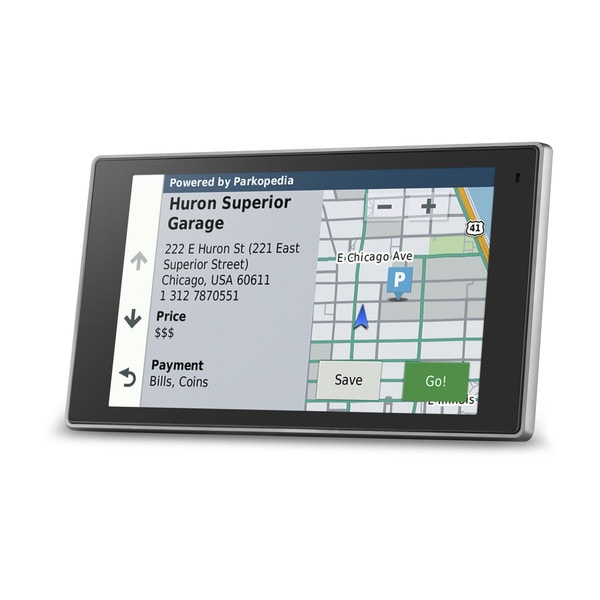 Powered by Parkopedia
Huron Superior
Garage
222 E Huron St (221 East
Superior Street)
Chicago, USA 60611
1 312 7870551
Price
$$$
Payment
Bills, Coins
41
E Chicago Ave
P
Save
Go!
E Illinois